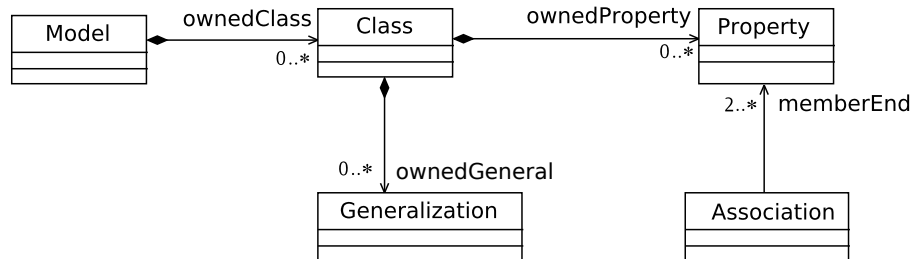 Model
ownedClass
0..*
Class
ownedProperty
0..*
Property
2..*
memberEnd
0..*
ownedGeneral
Generalization
Association